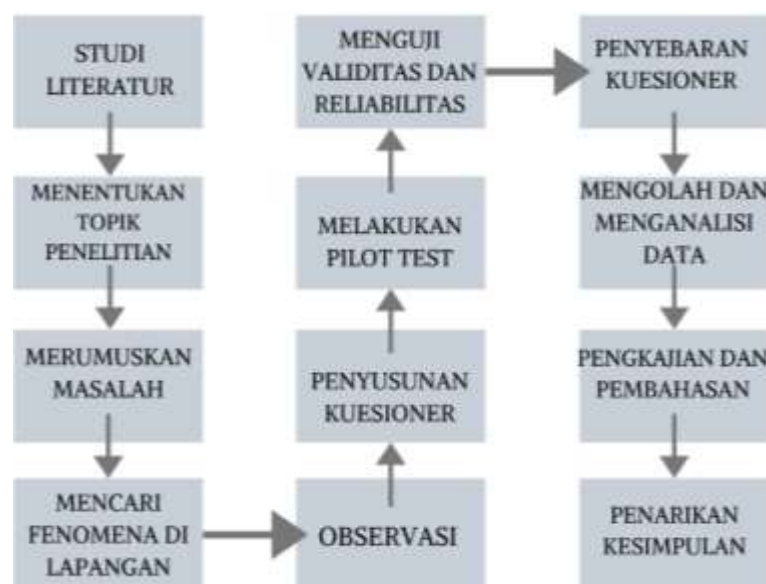 STUDI
LITERATUR
MENENTUKAN
TOPIK
PENELITIAN
MERUMUSKAN
MASALAH
MENCARI
FENOMENA DI
LAPANGAN
OBSERVASI
PENYUSUNAN
KUESIONER
MELAKUKAN
PILOT TEST
MENGUJI
VALIDITAS DAN
RELIABILITAS
PENYEBARAN
KUESIONER
MENGOLAH DAN
MENGANALISI
DATA
PENGKAJIAN DAN
PEMBAHASAN
PENARIKAN
KESIMPULAN